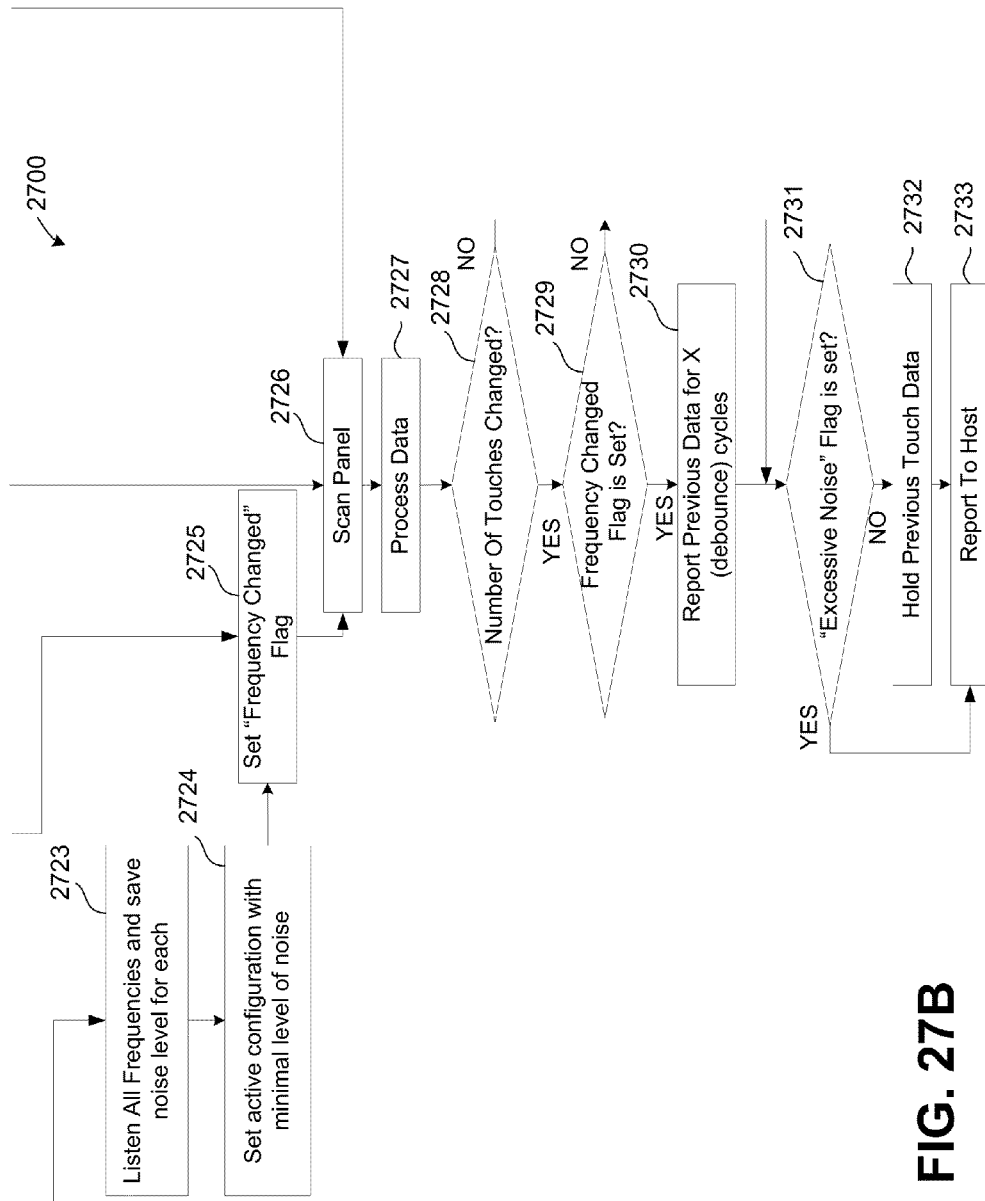 2700
2723
Listen All Frequencies and save
noise level for each
2724
Set active configuration with
minimal level of noise
2725
Set “Frequency Changed”
Flag
2726
Scan Panel
2727
Process Data
2728
Number Of Touches Changed?
NO
YES
2729
Frequency Changed
Flag is Set?
NO
YES
2730
Report Previous Data for X
(debounce) cycles
2731
“Excessive Noise” Flag is set?
YES
NO
2732
Hold Previous Touch Data
2733
Report To Host
FIG. 27B